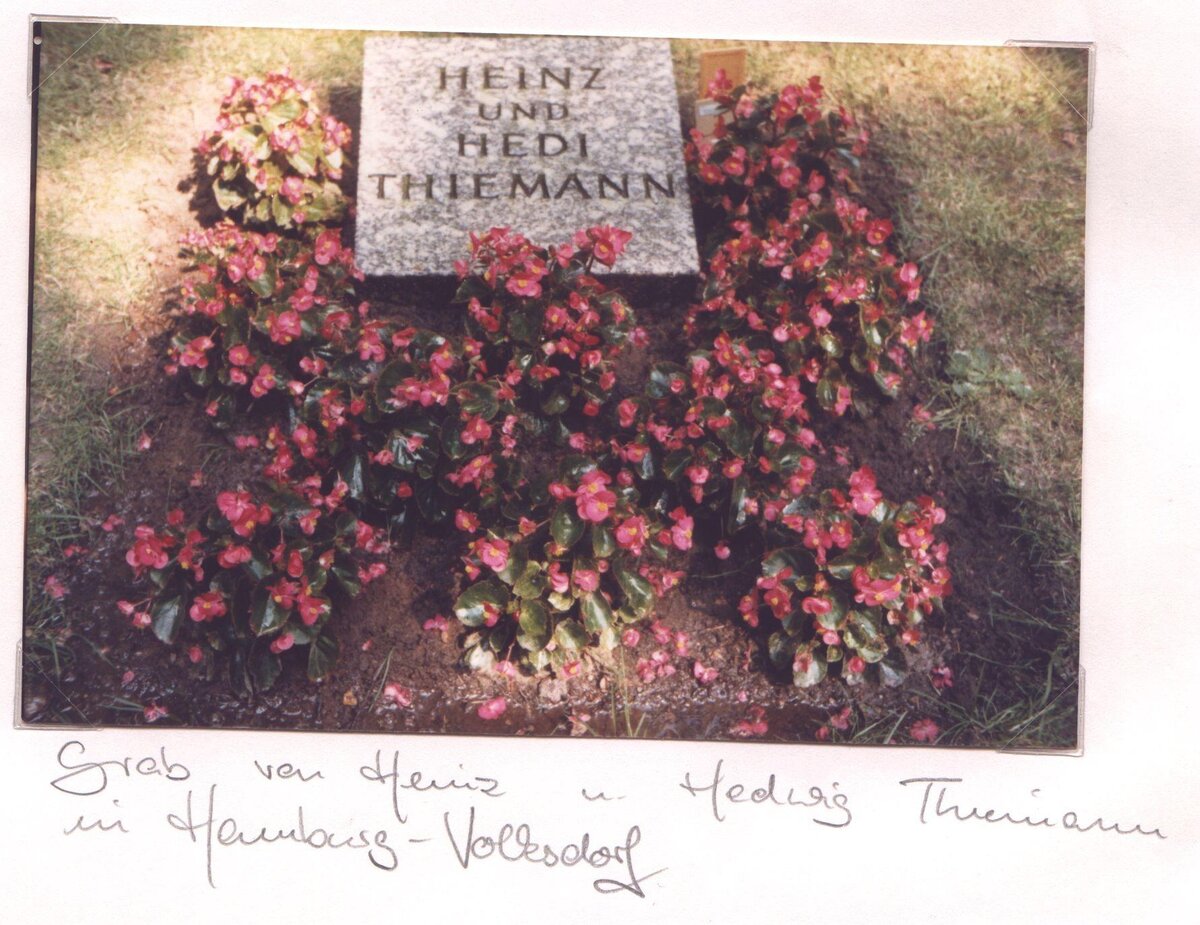 HEINZ
UND
HEDI
THIEMANN
Grab von Heinz u. Hedwig Thiemann
in Hamburg-Volksdorf